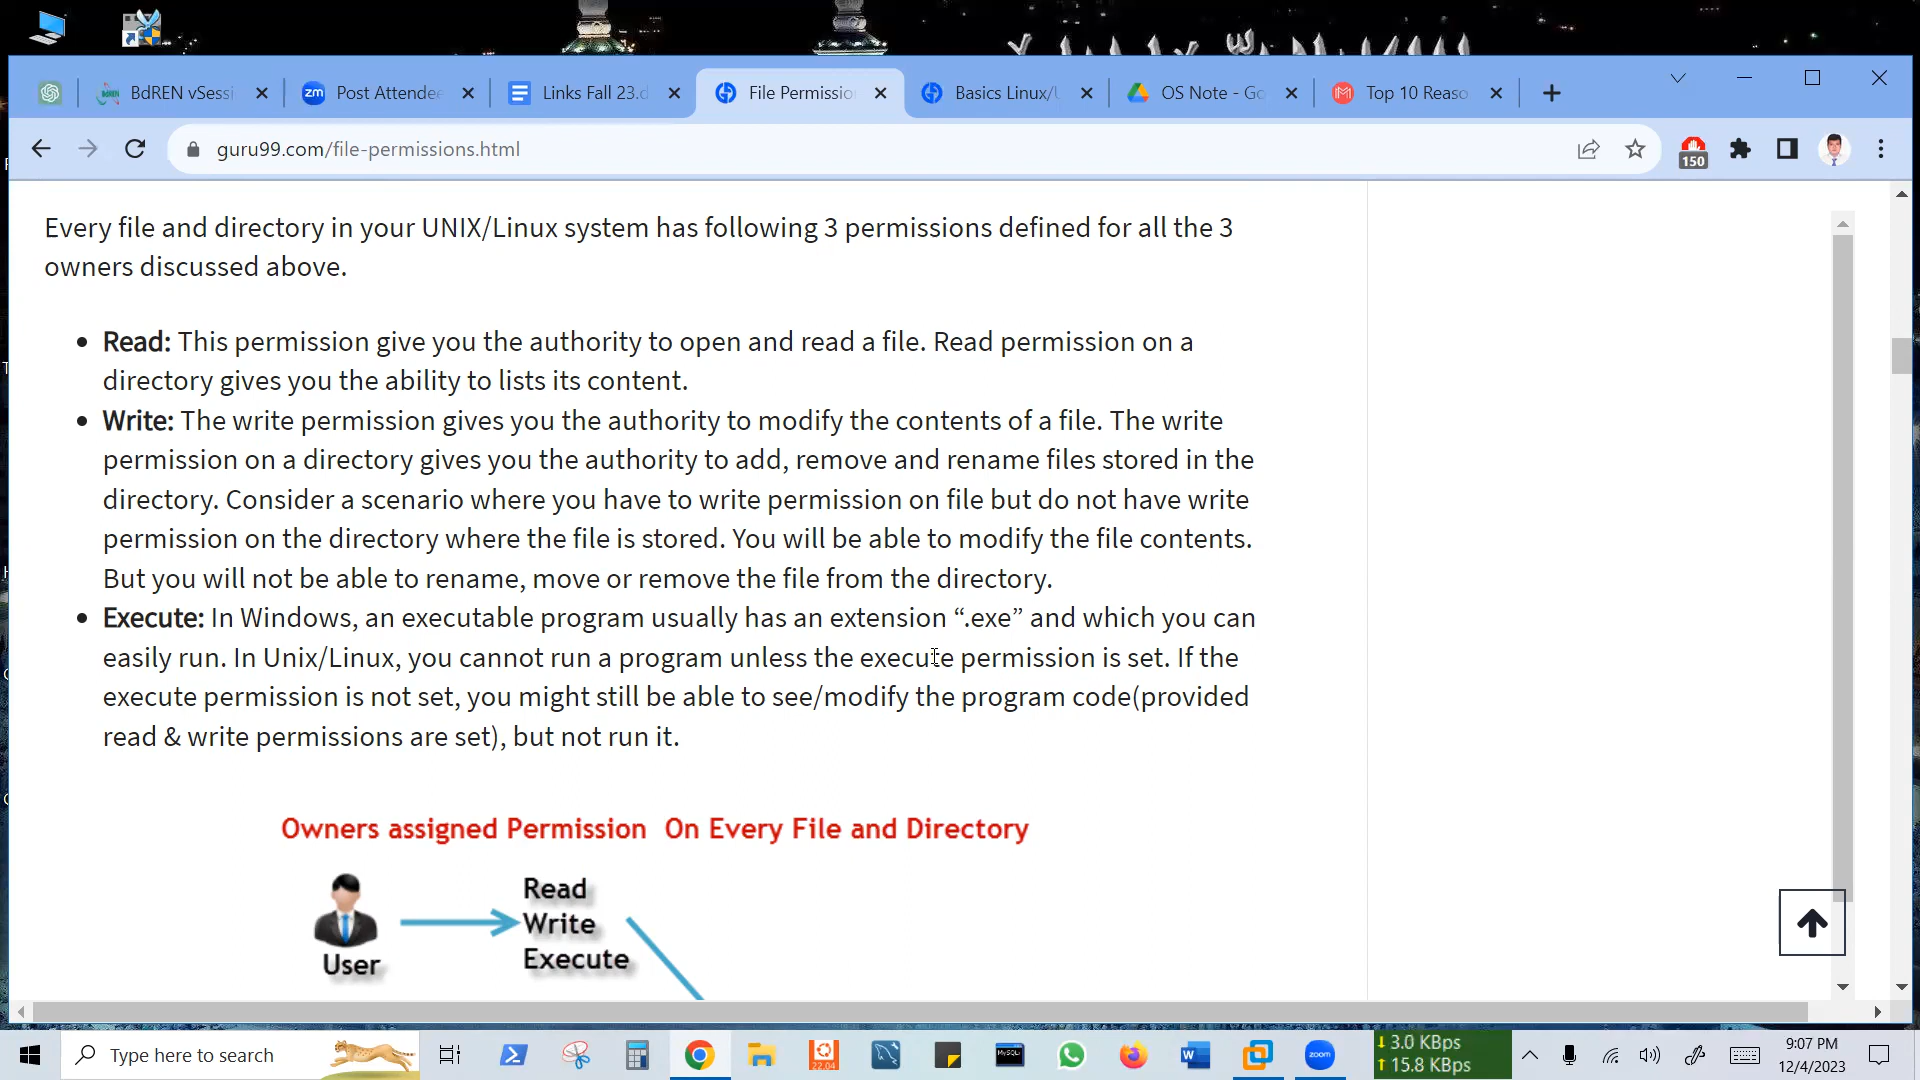 BdREN vSessi
Post Attendee
Links Fall 23.d
File Permissio
Basics Linux/U
OS Note - Go
Top 10 Reaso
guru99.com/file-permissions.html
150
Every file and directory in your UNIX/Linux system has following 3 permissions defined for all the 3
owners discussed above.
• Read: This permission give you the authority to open and read a file. Read permission on a
directory gives you the ability to lists its content.
• Write: The write permission gives you the authority to modify the contents of a file. The write
permission on a directory gives you the authority to add, remove and rename files stored in the
directory. Consider a scenario where you have to write permission on file but do not have write
permission on the directory where the file is stored. You will be able to modify the file contents.
But you will not be able to rename, move or remove the file from the directory.
• Execute: In Windows, an executable program usually has an extension “.exe” and which you can
easily run. In Unix/Linux, you cannot run a program unless the execute permission is set. If the
execute permission is not set, you might still be able to see/modify the program code(provided
read & write permissions are set), but not run it.
Owners assigned Permission On Every File and Directory
User
Read
Write
Execute
Type here to search
22.04
MySQL
zoom
↓ 3.0 KBps
↑ 15.8 KBps
9:07 PM
12/4/2023